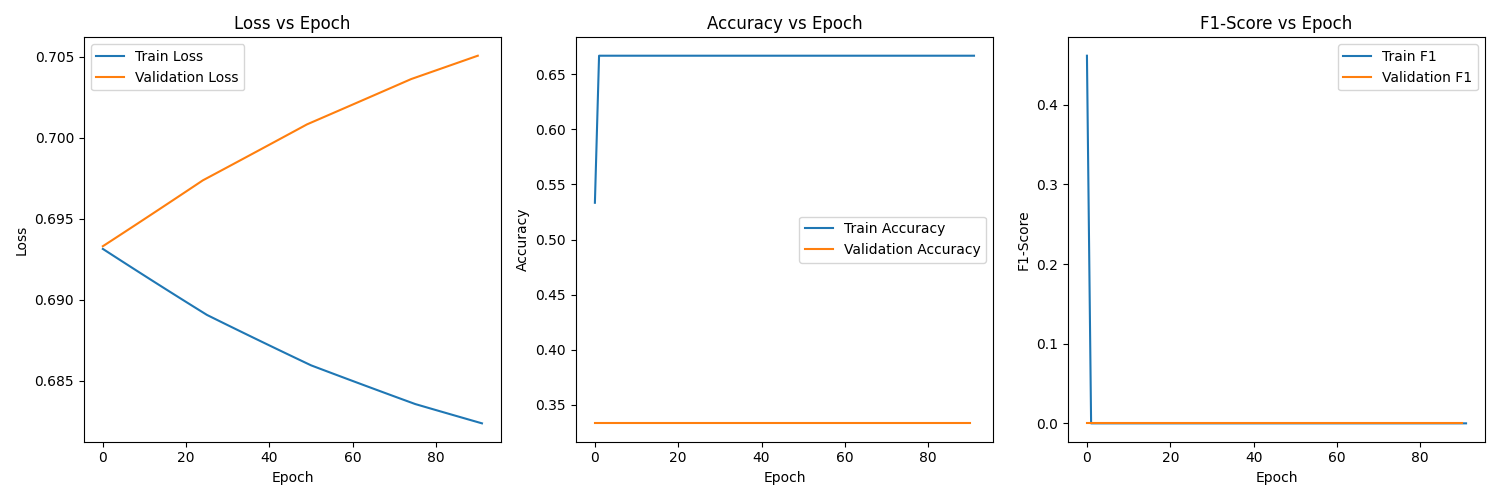 Loss vs Epoch
Train Loss
Validation Loss
0.705
0.700
0.695
0.690
0.685
Loss
0
20
40
60
80
Epoch
Accuracy vs Epoch
Train Accuracy
Validation Accuracy
0.65
0.60
0.55
0.50
0.45
0.40
0.35
Accuracy
0
20
40
60
80
Epoch
F1-Score vs Epoch
Train F1
Validation F1
0.4
0.3
0.2
0.1
0.0
F1-Score
0
20
40
60
80
Epoch